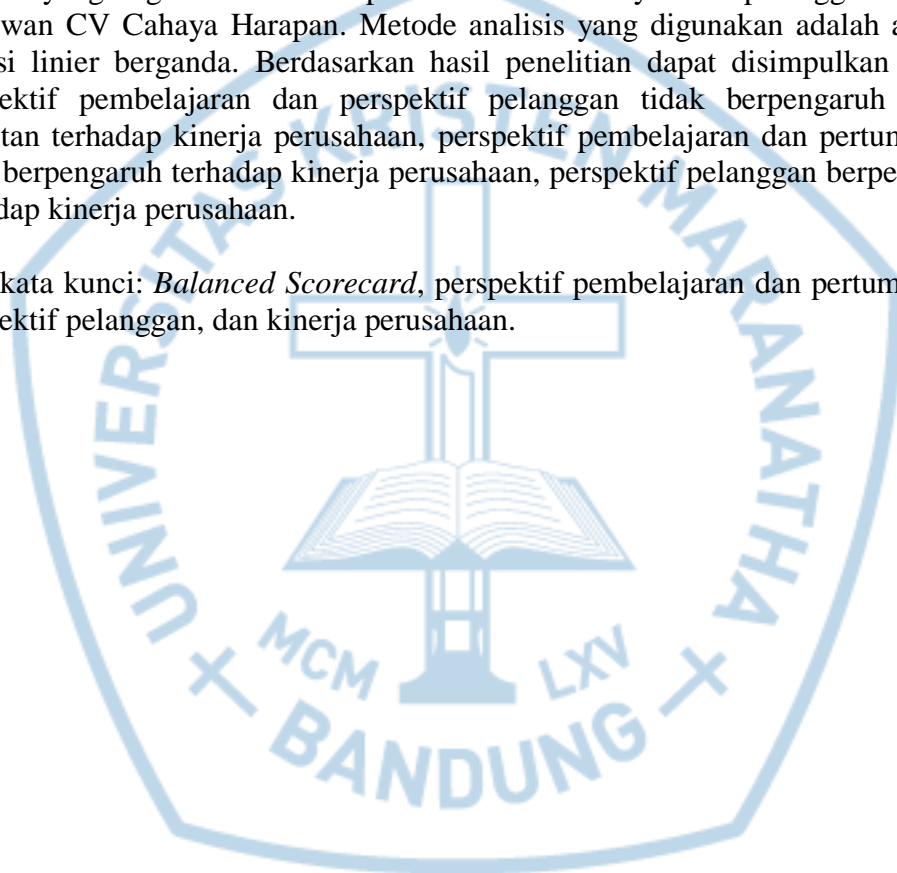 wan CV Cahaya Harapan. Metode analisis yang digunakan adalah a
si linier berganda. Berdasarkan hasil penelitian dapat disimpulkan
ektif pembelajaran dan perspektif pelanggan tidak berpengaruh
tan terhadap kinerja perusahaan, perspektif pembelajaran dan pertum
berpengaruh terhadap kinerja perusahaan, perspektif pelanggan berpe
dap kinerja perusahaan.
kata kunci: Balanced Scorecard, perspektif pembelajaran dan pertum
ektif pelanggan, dan kinerja perusahaan.
UNIVERSITAS KRISTEN MARANATHA
MCM LXV
BANDUNG